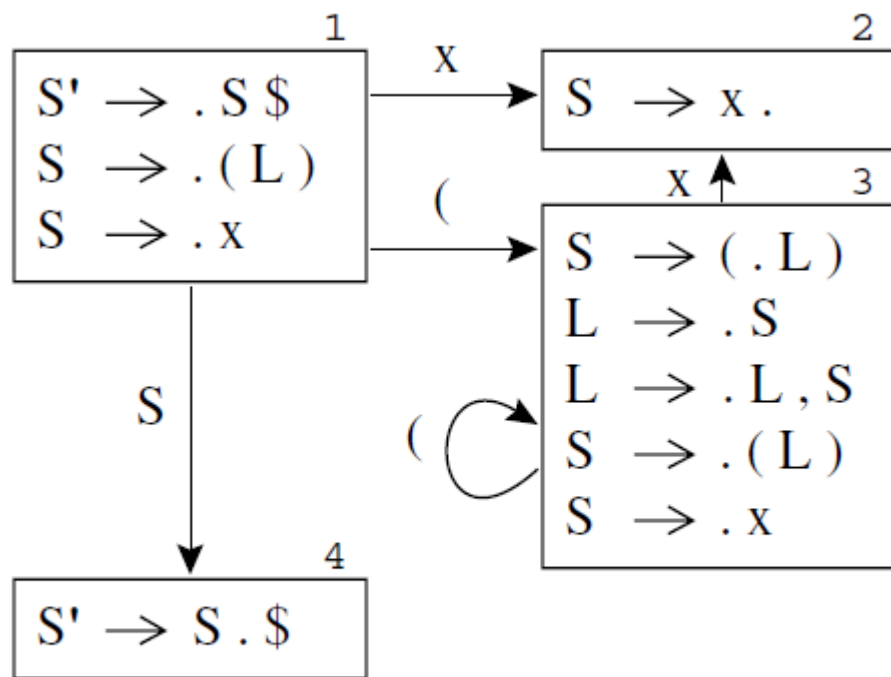 1
S' → . S $
S → . ( L )
S → . x
x
2
S → x .
(
x
3
S → ( . L )
L → . S
L → . L , S
S → . ( L )
S → . x
(
S
4
S' → S . $